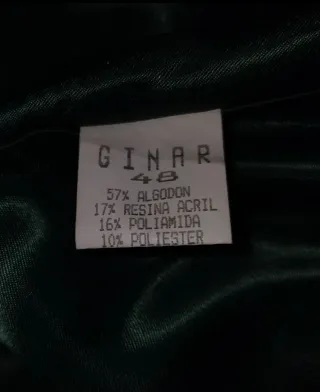 GINAR
48
57% ALGODON
17% RESINA ACRIL
16% POLIAMIDA
10% POLIESTER